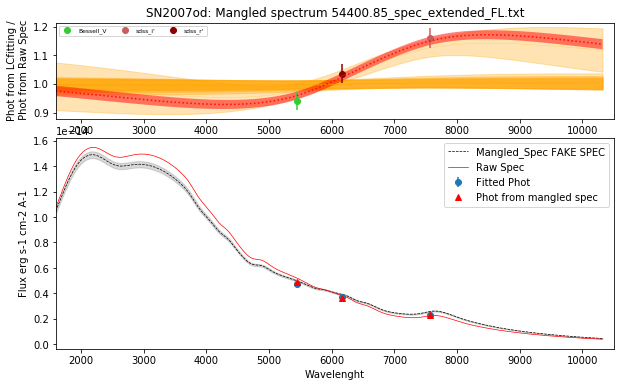 SN2007od: Mangled spectrum 54400.85_spec_extended_FL.txt
Phot from LCfitting /
Phot from Raw Spec
1.2
1.1
1.0
0.9
Bessell_V
sdss_i'
sdss_r'
2000 3000 4000 5000 6000 7000 8000 9000 10000
Flux erg s-1 cm-2 A-1
1e-14
1.6
1.4
1.2
1.0
0.8
0.6
0.4
0.2
0.0
Mangled_Spec FAKE SPEC
Raw Spec
Fitted Phot
Phot from mangled spec
2000 3000 4000 5000 6000 7000 8000 9000 10000
Wavelenght